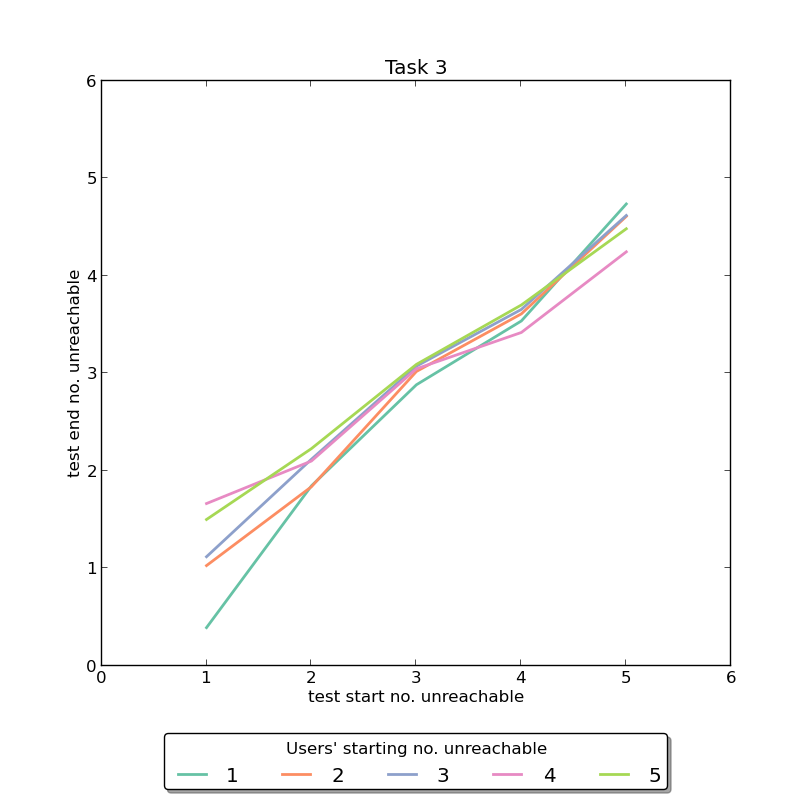 Task 3
6
5
4
3
2
1
0
test end no. unreachable
0 1 2 3 4 5 6
test start no. unreachable
Users' starting no. unreachable
1 2 3 4 5